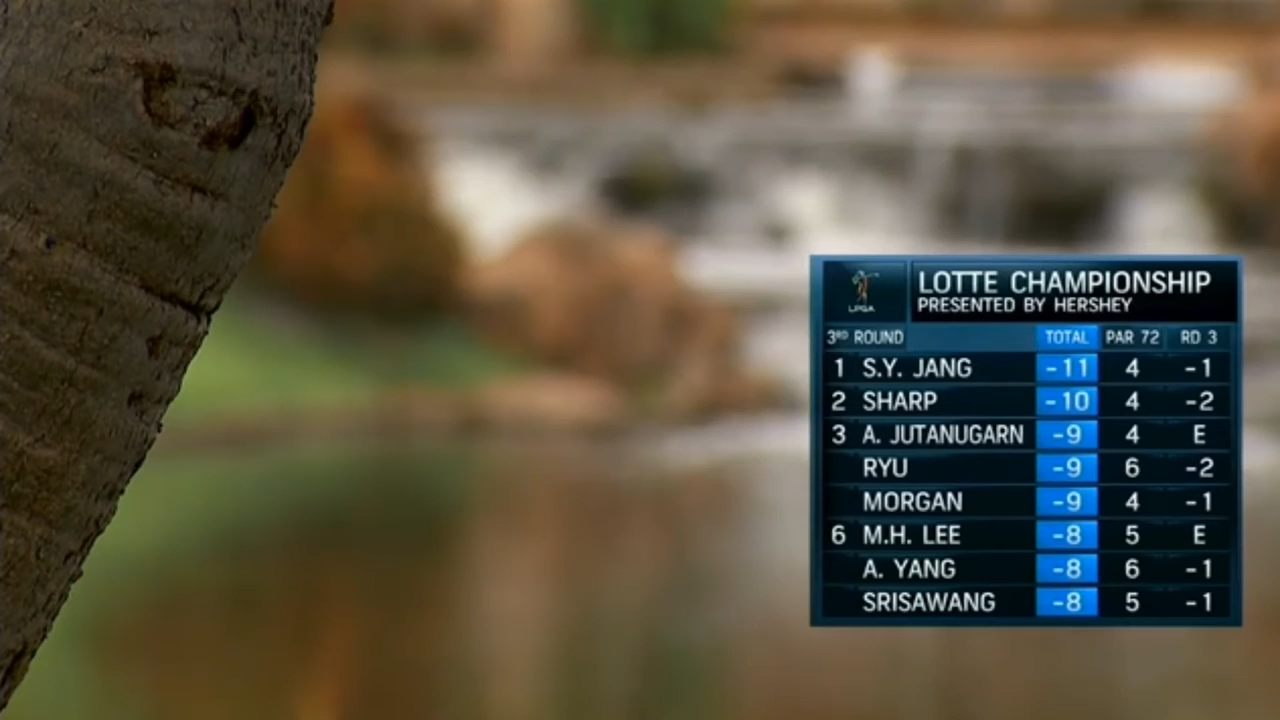 LPGA
LOTTE CHAMPIONSHIP
PRESENTED BY HERSHEY
3RD ROUND TOTAL PAR 72 RD 3
1 S.Y. JANG -11 4 -1
2 SHARP -10 4 -2
3 A. JUTANUGARN -9 4 E
RYU -9 6 -2
MORGAN -9 4 -1
6 M.H. LEE -8 5 E
A. YANG -8 6 -1
SRISAWANG -8 5 -1